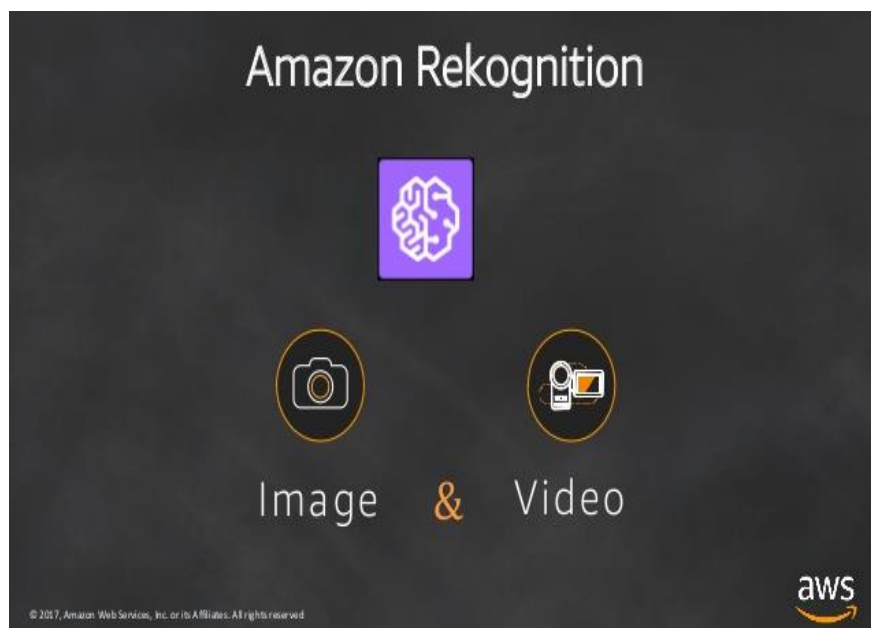 Amazon Rekognition
Image & Video
aws
© 2017, Amazon Web Services, Inc. or its Affiliates. All rights reserved